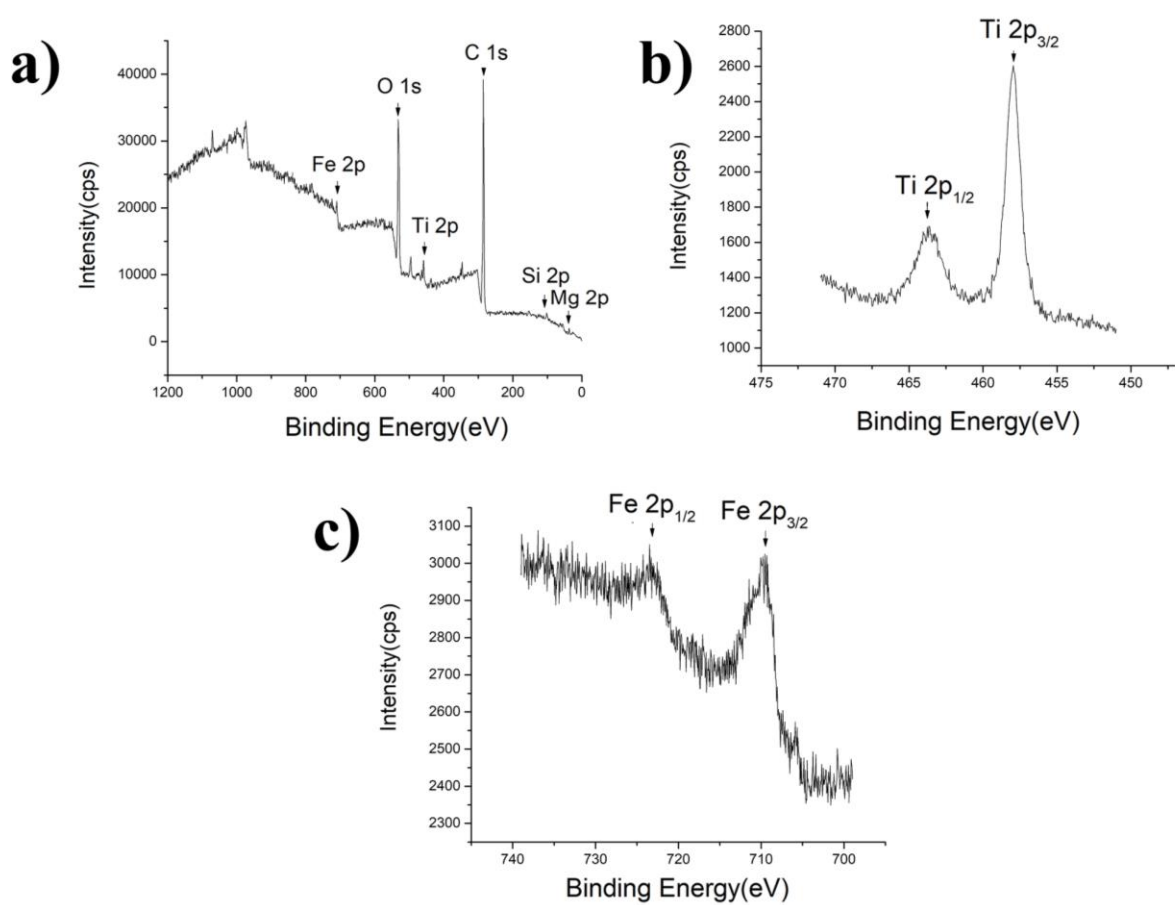 a)
Intensity(cps)
40000
30000
20000
10000
0
C 1s
O 1s
Fe 2p
Ti 2p
Si 2p
Mg 2p
1200 1000 800 600 400 200 0
Binding Energy(eV)
b)
Intensity(cps)
2800
2600
2400
2200
2000
1800
1600
1400
1200
1000
Ti 2p3/2
Ti 2p1/2
475 470 465 460 455 450
Binding Energy(eV)
c)
Intensity(cps)
3100
3000
2900
2800
2700
2600
2500
2400
2300
Fe 2p1/2 Fe 2p3/2
740 730 720 710 700
Binding Energy(eV)